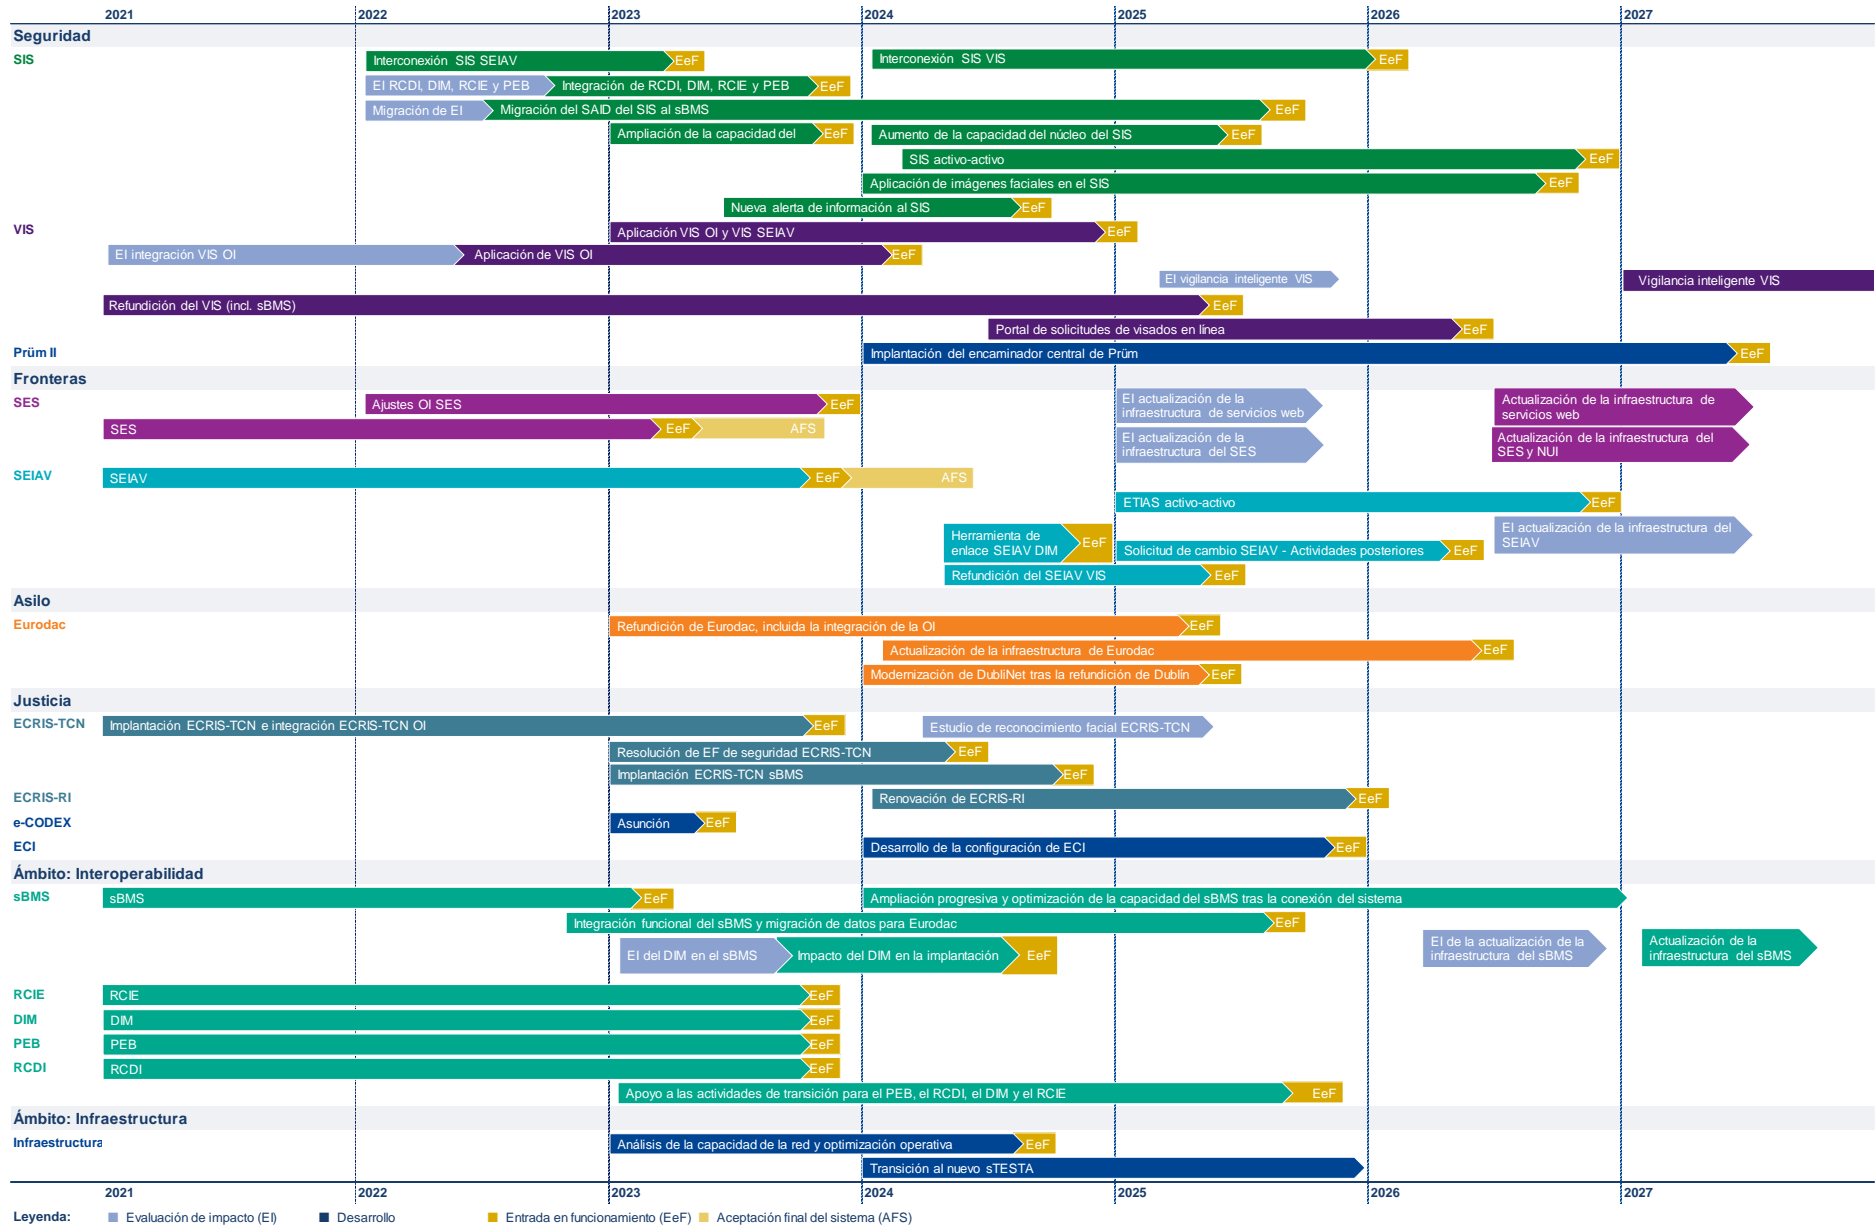 2021 2022 2023 2024 2025 2026 2027
Seguridad
SIS
Interconexión SIS SEIAV EeF
Interconexión SIS VIS EeF
EI RCDI, DIM, RCIE y PEB Integración de RCDI, DIM, RCIE y PEB EeF
Migración de EI Migración del SAID del SIS al sBMS EeF
Ampliación de la capacidad del EeF
Aumento de la capacidad del núcleo del SIS EeF
SIS activo-activo EeF
Aplicación de imágenes faciales en el SIS EeF
Nueva alerta de información al SIS EeF
VIS
Aplicación VIS OI y VIS SEIAV EeF
EI integración VIS OI Aplicación de VIS OI EeF
EI vigilancia inteligente VIS
Vigilancia inteligente VIS
Refundición del VIS (incl. sBMS) EeF
Portal de solicitudes de visados en línea EeF
Prüm II
Implantación del encaminador central de Prüm EeF
Fronteras
SES
Ajustes OI SES EeF
EI actualización de la
infraestructura de servicios web
Actualización de la infraestructura de
servicios web
SES EeF AFS
EI actualización de la
infraestructura del SES
Actualización de la infraestructura del
SES y NUI
SEIAV
SEIAV EeF AFS
ETIAS activo-activo EeF
Herramienta de
enlace SEIAV DIM EeF
EI actualización de la infraestructura del
SEIAV
Solicitud de cambio SEIAV - Actividades posteriores EeF
Refundición del SEIAV VIS EeF
Asilo
Eurodac
Refundición de Eurodac, incluida la integración de la OI EeF
Actualización de la infraestructura de Eurodac EeF
Modernización de DubliNet tras la refundición de Dublín EeF
Justicia
ECRIS-TCN
Implantación ECRIS-TCN e integración ECRIS-TCN OI EeF
Estudio de reconocimiento facial ECRIS-TCN
Resolución de EF de seguridad ECRIS-TCN EeF
Implantación ECRIS-TCN sBMS EeF
ECRIS-RI
Renovación de ECRIS-RI EeF
e-CODEX
Asunción EeF
ECI
Desarrollo de la configuración de ECI EeF
Ámbito: Interoperabilidad
sBMS
sBMS EeF
Ampliación progresiva y optimización de la capacidad del sBMS tras la conexión del sistema
Integración funcional del sBMS y migración de datos para Eurodac EeF
EI del DIM en el sBMS Impacto del DIM en la implantación EeF
EI de la actualización de la
infraestructura del sBMS
Actualización de la
infraestructura del sBMS
RCIE
RCIE EeF
DIM
DIM EeF
PEB
PEB EeF
RCDI
RCDI EeF
Apoyo a las actividades de transición para el PEB, el RCDI, el DIM y el RCIE EeF
Ámbito: Infraestructura
Infraestructura
Análisis de la capacidad de la red y optimización operativa EeF
Transición al nuevo sTESTA
2021 2022 2023 2024 2025 2026 2027
Leyenda: Evaluación de impacto (EI) Desarrollo Entrada en funcionamiento (EeF) Aceptación final del sistema (AFS)